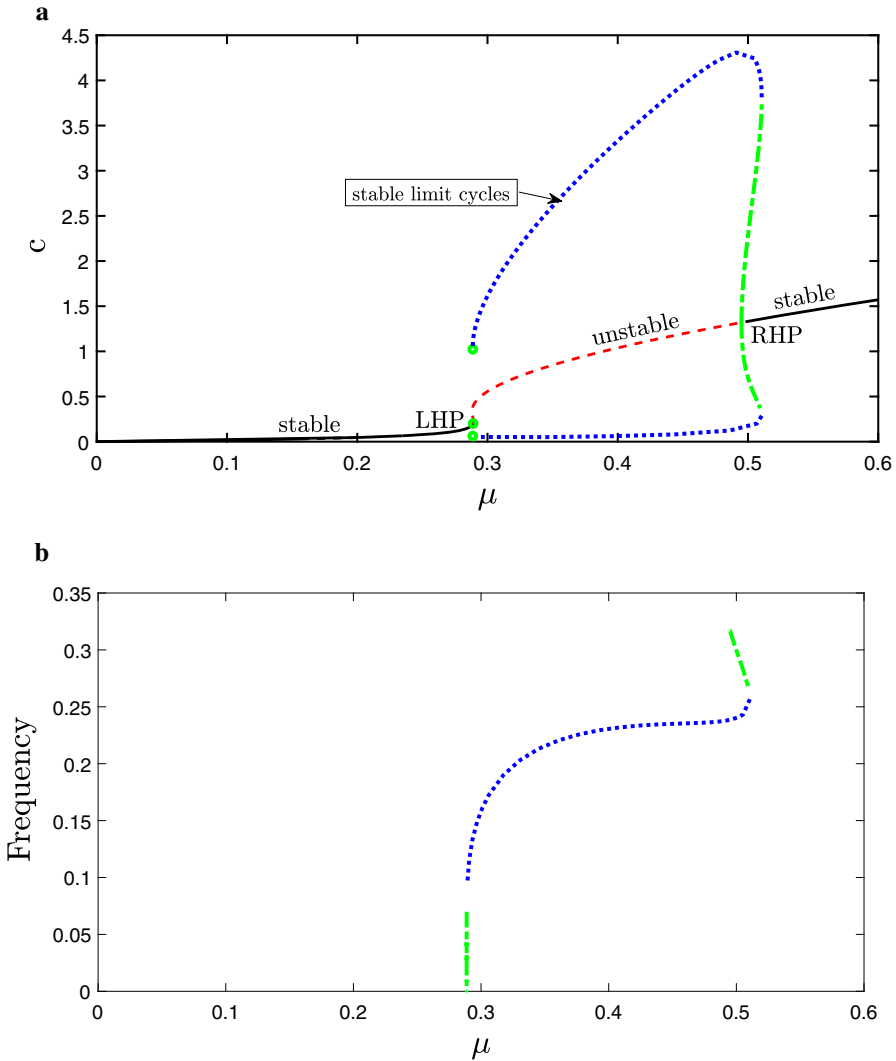 a
4.5
4
3.5
3
2.5
2
1.5
1
0.5
0
c
stable limit cycles
stable
unstable
RHP
LHP
stable
0 0.1 0.2 0.3 0.4 0.5 0.6
μ
b
0.35
0.3
0.25
0.2
0.15
0.1
0.05
0
Frequency
0 0.1 0.2 0.3 0.4 0.5 0.6
μ